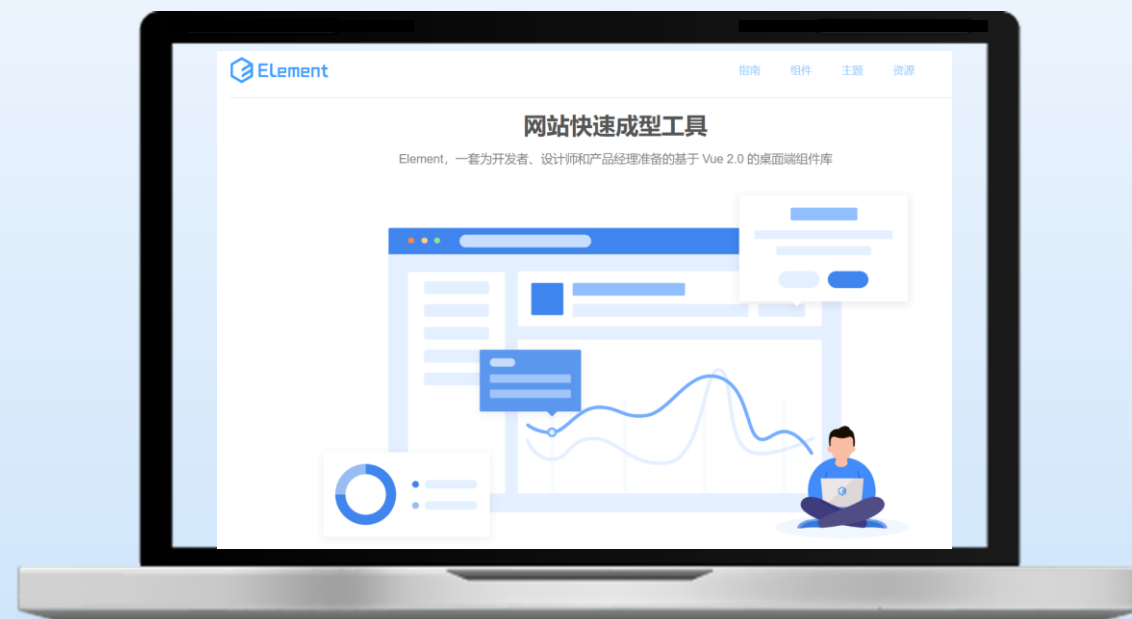 Element
指南 组件 主题 资源
网站快速成型工具
Element，一套为开发者、设计师和产品经理准备的基于 Vue 2.0 的桌面端组件库